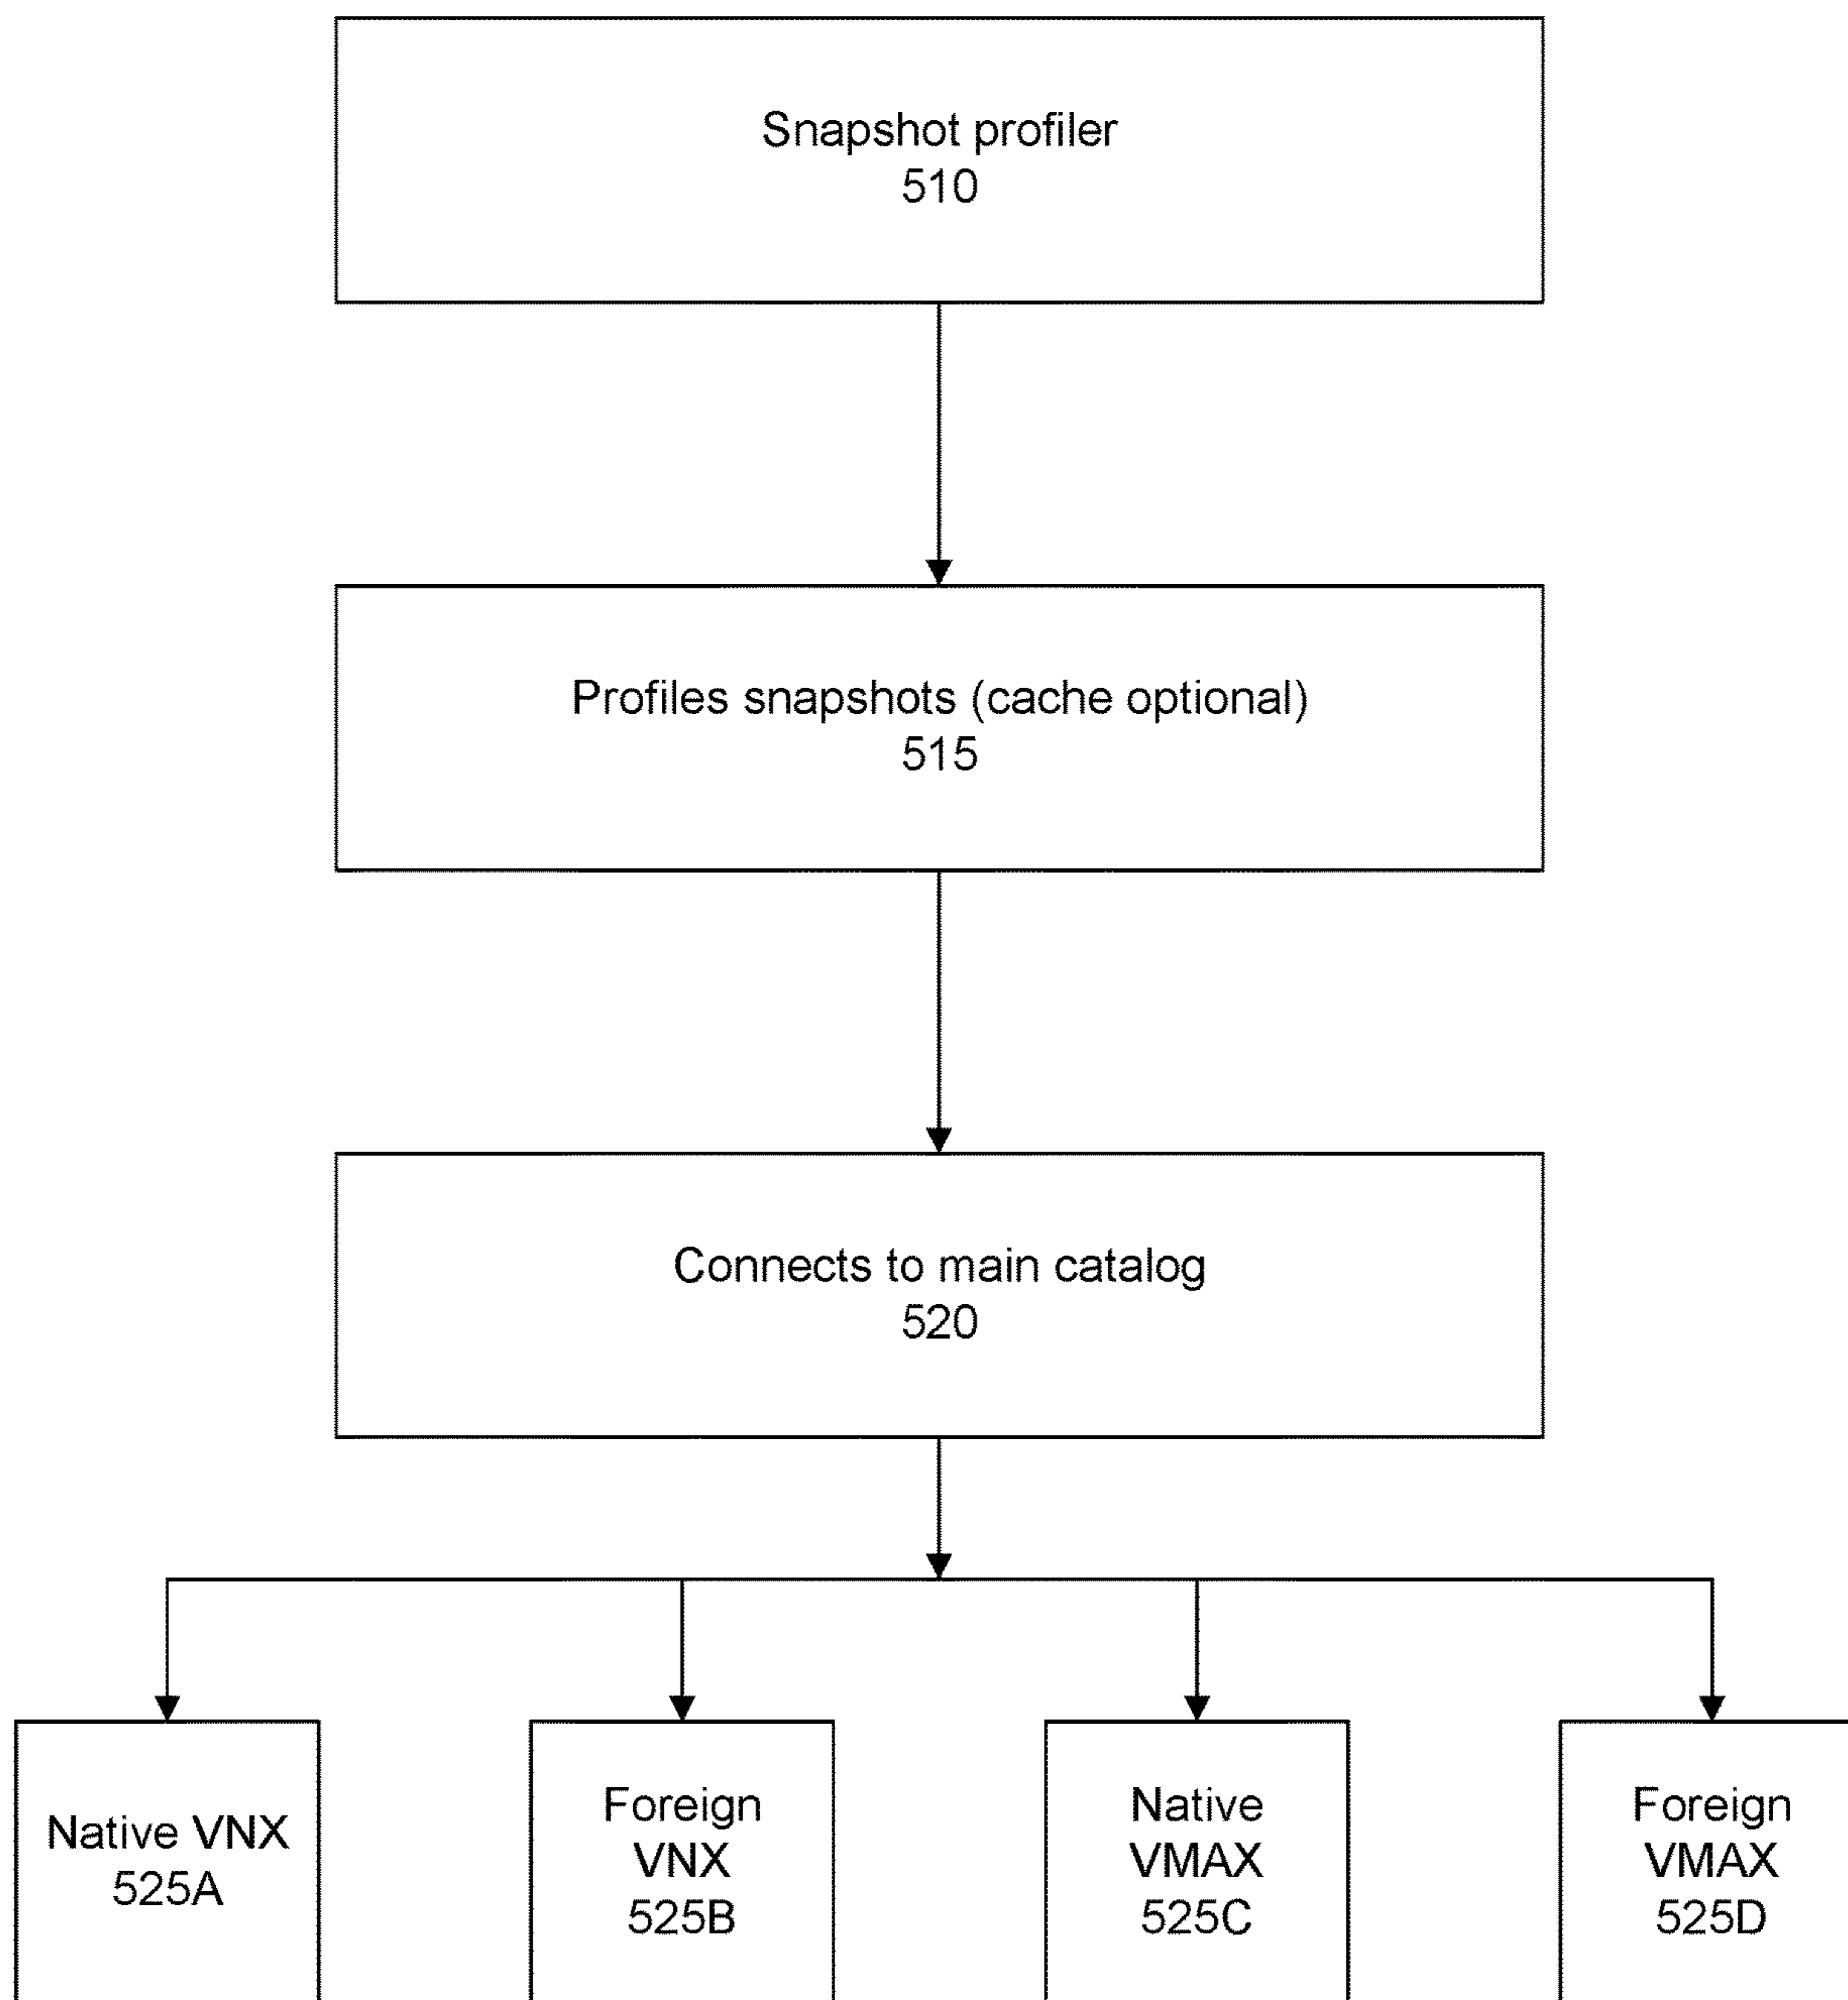 Snapshot profiler
510
Profiles snapshots (cache optional)
515
Connects to main catalog
520
Native VNX
525A
Foreign
VNX
525B
Native
VMAX
525C
Foreign
VMAX
525D